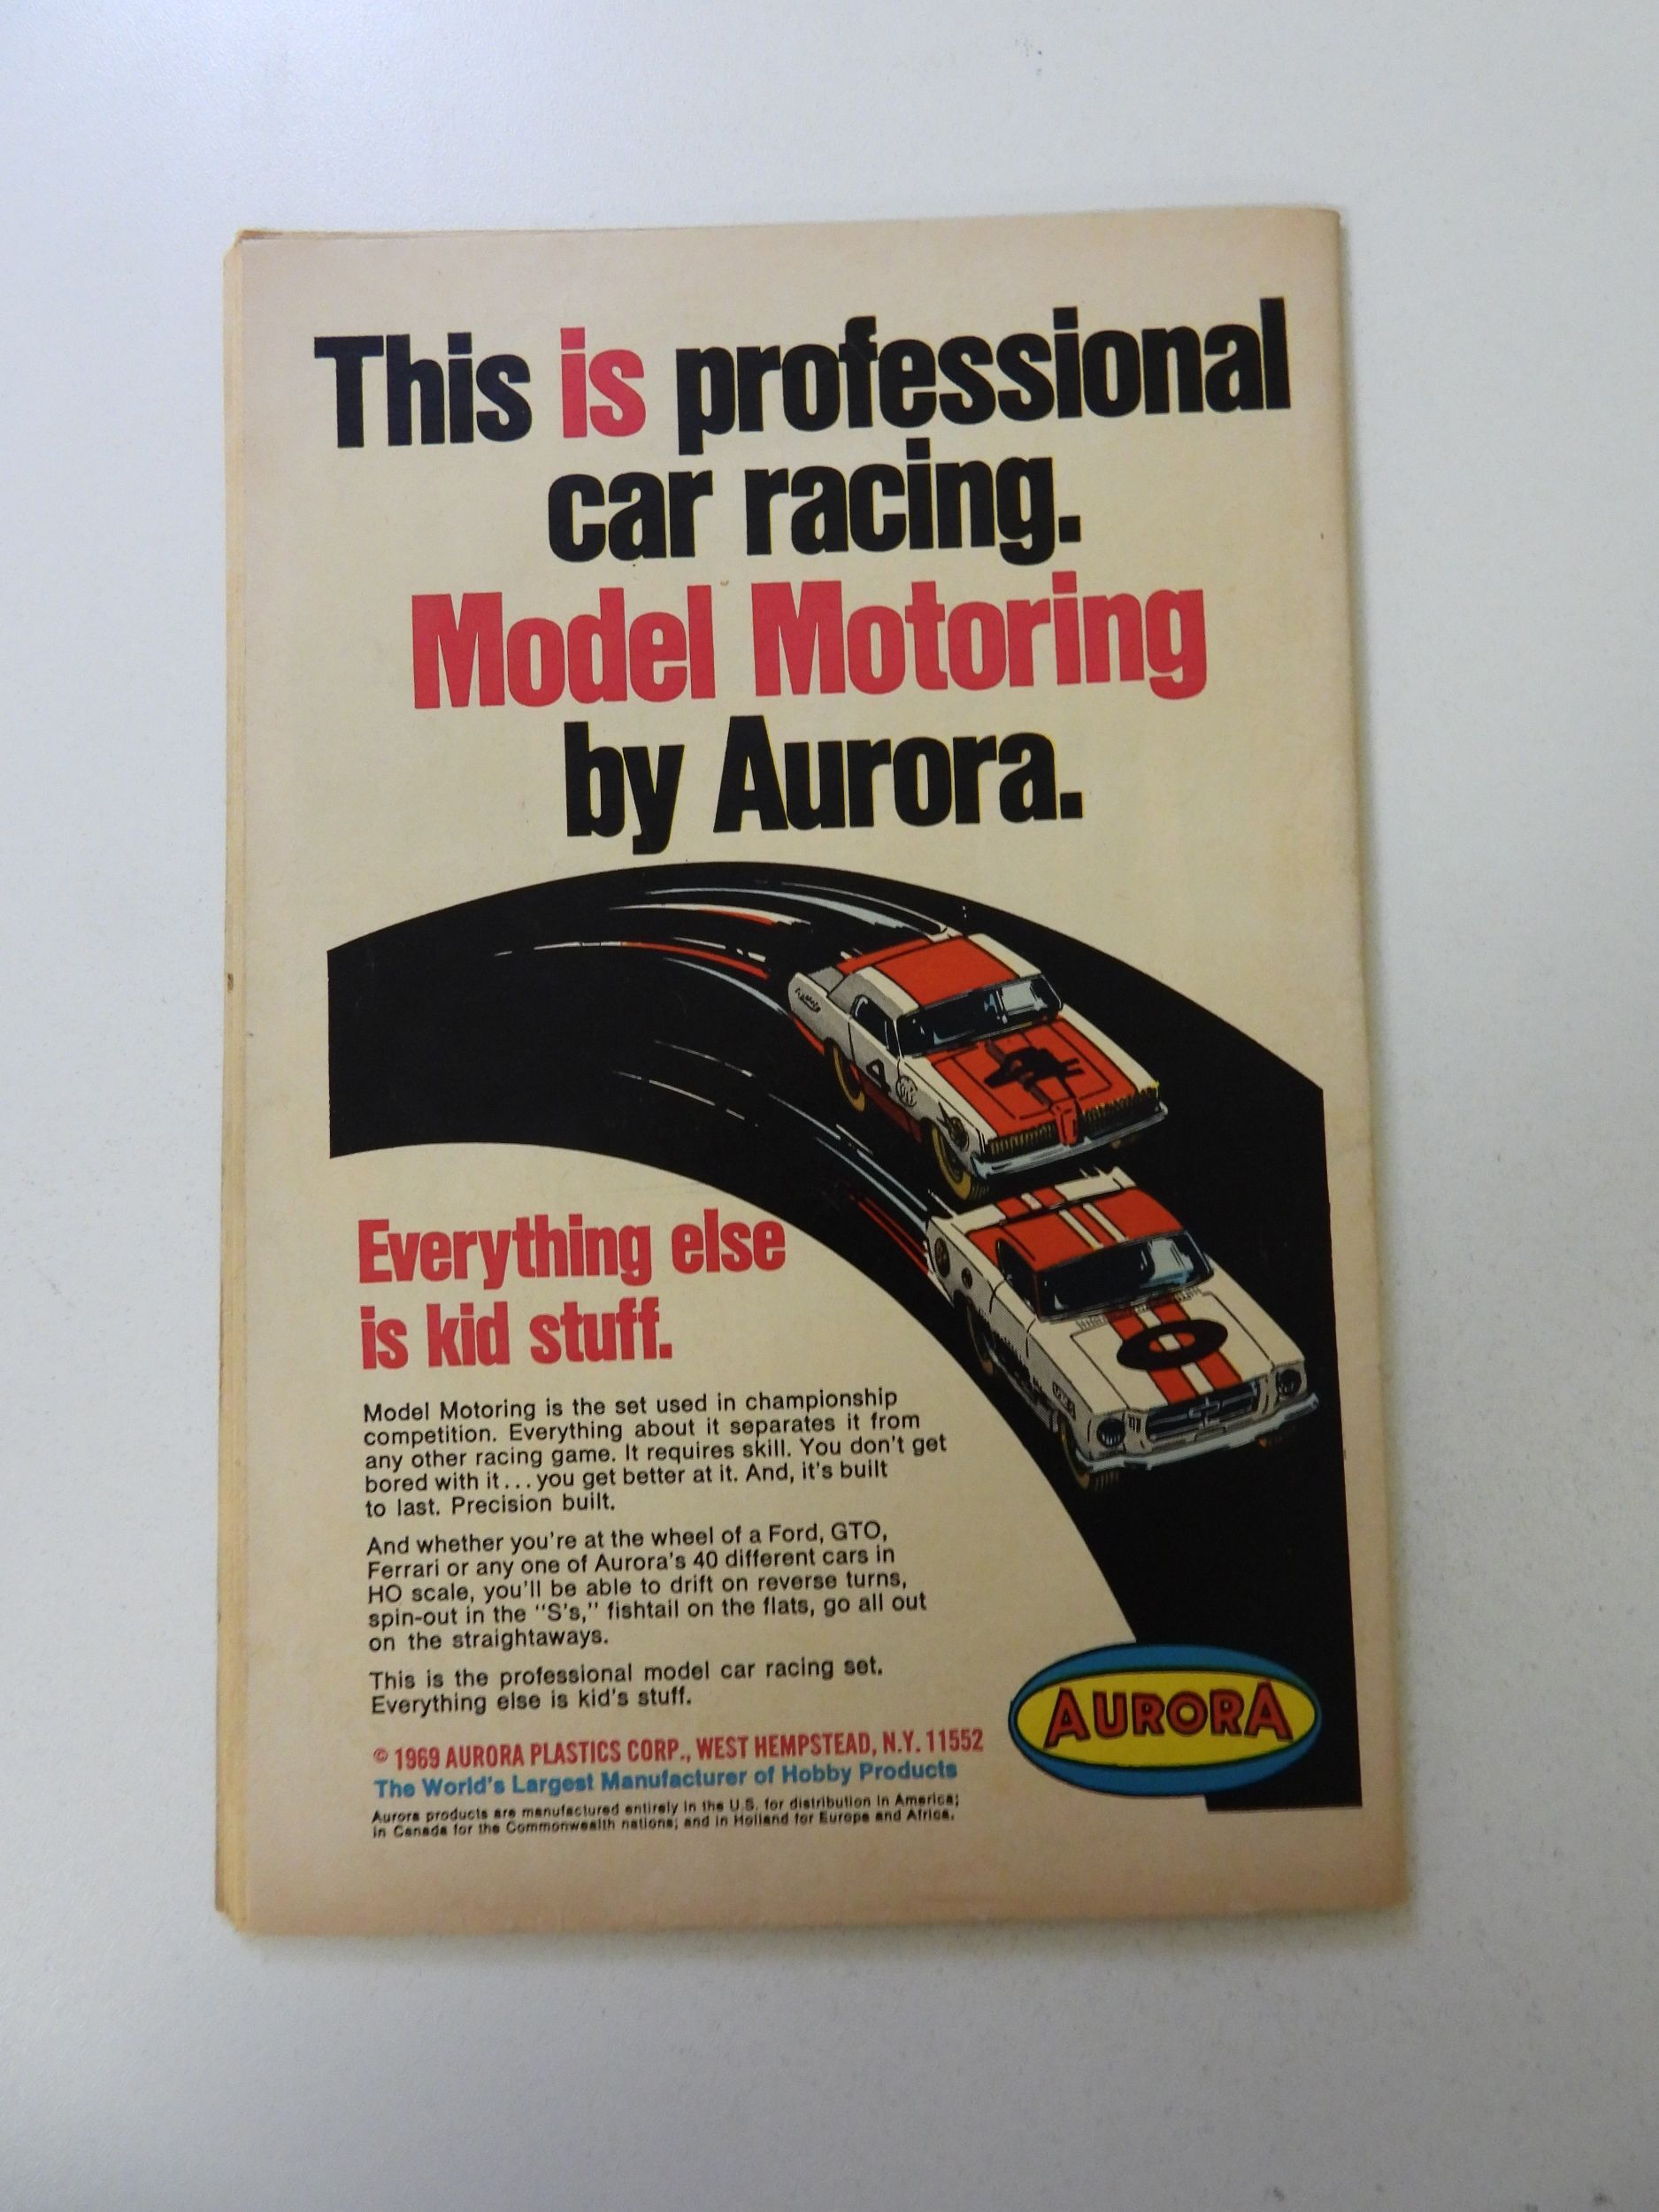 This is professional
car racing.
Model Motoring
by Aurora.
4
4
0
Everything else
is kid stuff.
Model Motoring is the set used in championship
competition. Everything about it separates it from
any other racing game. It requires skill. You don't get
bored with it...you get better at it. And, it's built
to last. Precision built.
And whether you're at the wheel of a Ford, GTO,
Ferrari or any one of Aurora's 40 different cars in
HO scale, you'll be able to drift on reverse turns,
spin-out in the "S's," fishtail on the flats, go all out
on the straightaways.
This is the professional model car racing set.
Everything else is kid's stuff.
© 1969 AURORA PLASTICS CORP., WEST HEMPSTEAD, N.Y. 11552
The World's Largest Manufacturer of Hobby Products
Aurora products are manufactured entirely in the U.S. for distribution in America;
in Canada for the Commonwealth nations; and in Holland for Europe and Africa.
AURORA